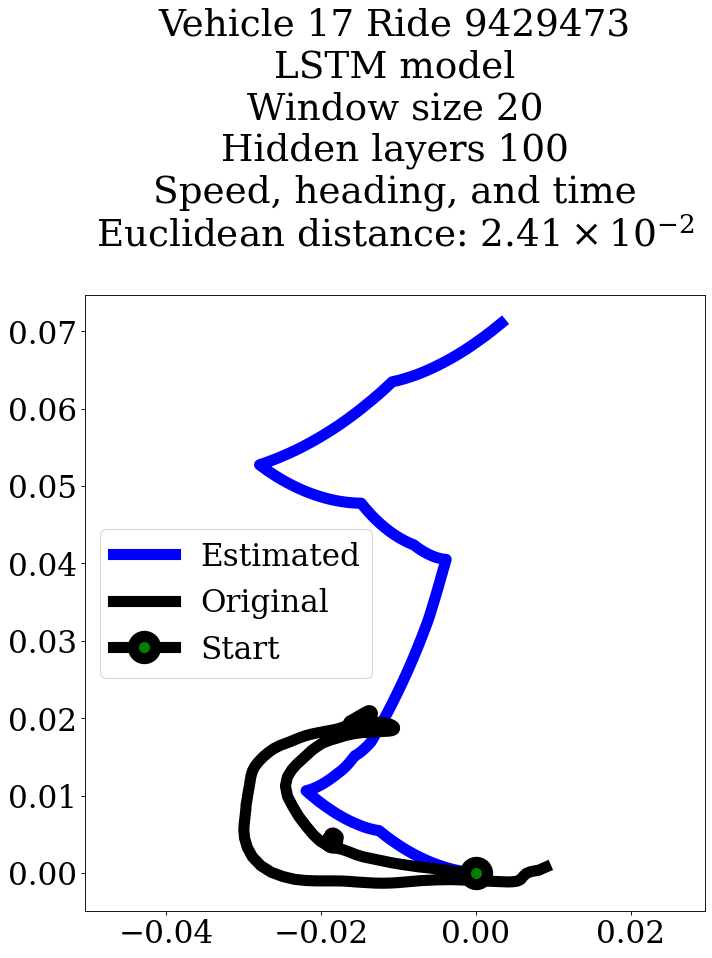 Vehicle 17 Ride 9429473
LSTM model
Window size 20
Hidden layers 100
Speed, heading, and time
Euclidean distance: 2.41 × 10⁻²
0.07
0.06
0.05
0.04
0.03
0.02
0.01
0.00
Estimated
Original
Start
−0.04 −0.02 0.00 0.02